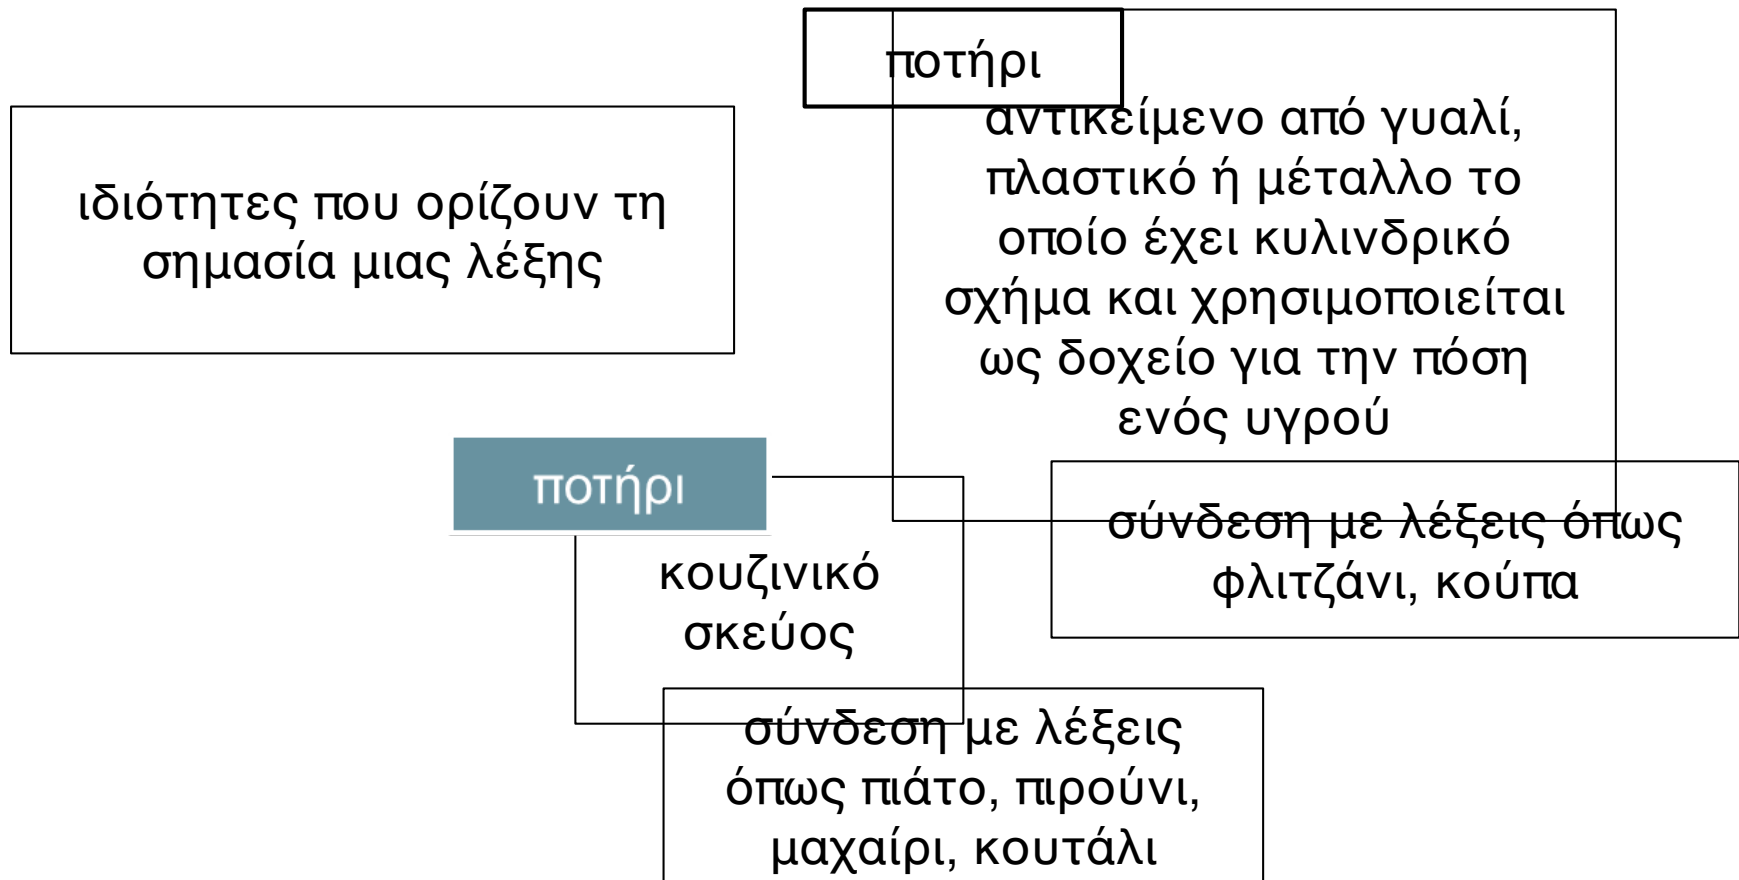 ποτήρι
αντικείμενο από γυαλί,
πλαστικό ή μέταλλο το
οποίο έχει κυλινδρικό
σχήμα και χρησιμοποιείται
ως δοχείο για την πόση
ενός υγρού
ιδιότητες που ορίζουν τη
σημασία μιας λέξης
σύνδεση με λέξεις όπως
φλιτζάνι, κούπα
ποτήρι
κουζινικό
σκεύος
σύνδεση με λέξεις
όπως πιάτο, πιρούνι,
μαχαίρι, κουτάλι